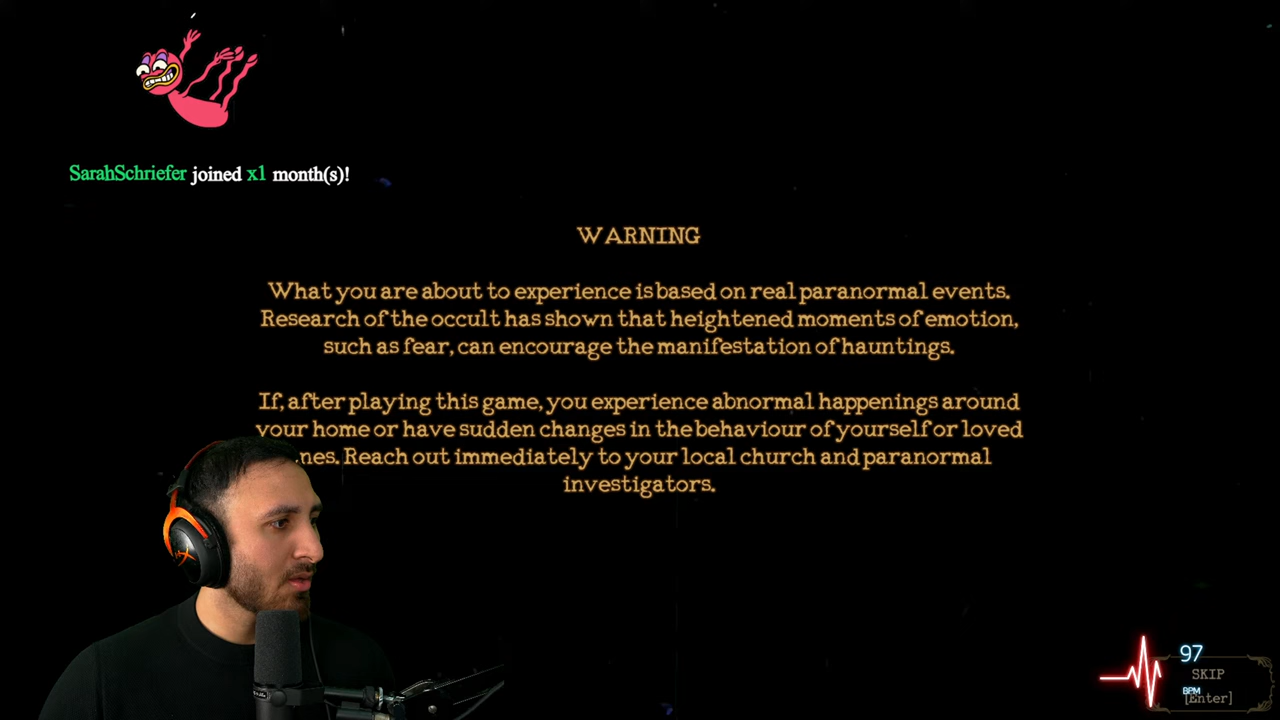 SarahSchriefer joined x1 month(s)!
WARNING
What you are about to experience is based on real paranormal events.
Research of the occult has shown that heightened moments of emotion,
such as fear, can encourage the manifestation of hauntings.
If, after playing this game, you experience abnormal happenings around
your home or have sudden changes in the behaviour of yourself or loved
nes. Reach out immediately to your local church and paranormal
investigators.
97
BPM
SKIP
[Enter]